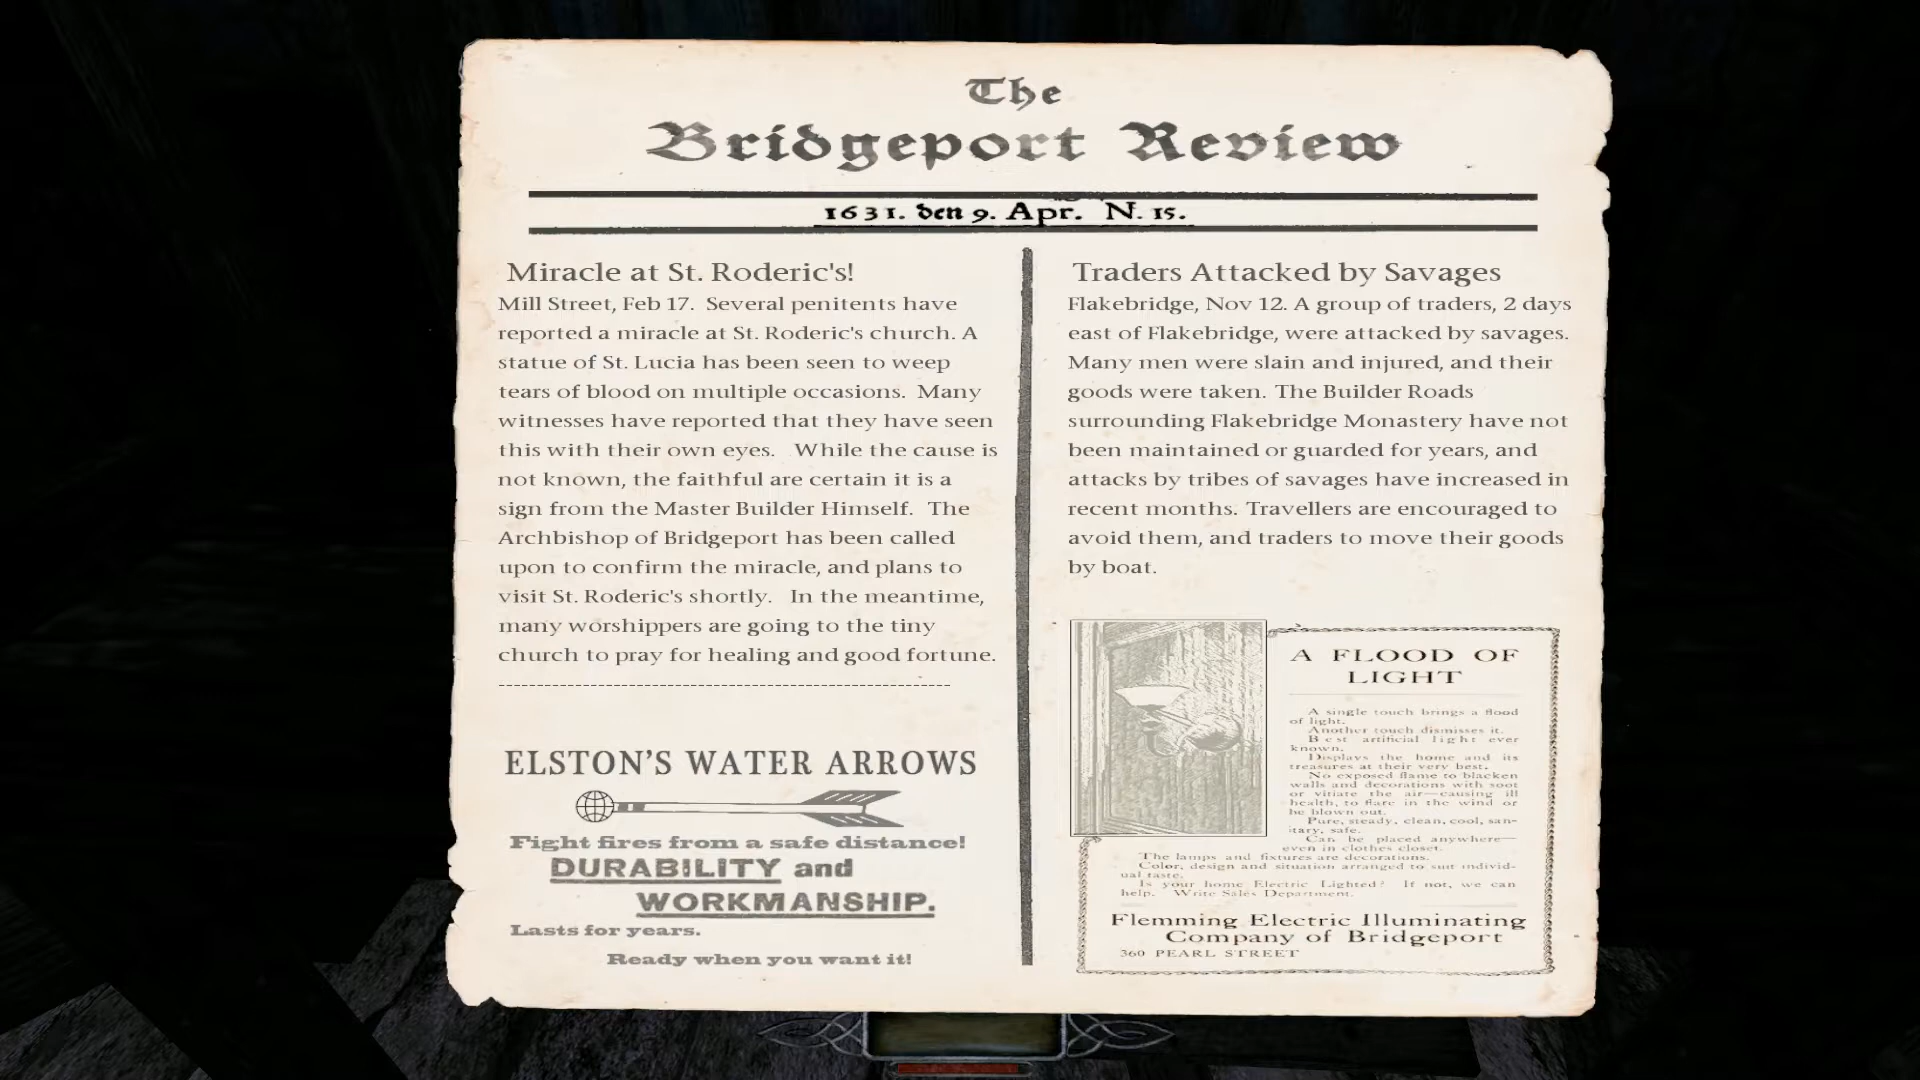 The
Bridgeport Review
1631. den 9. Apr. N. 15.
Miracle at St. Roderic's!
Mill Street, Feb 17. Several penitents have
reported a miracle at St. Roderic's church. A
statue of St. Lucia has been seen to weep
tears of blood on multiple occasions. Many
witnesses have reported that they have seen
this with their own eyes. While the cause is
not known, the faithful are certain it is a
sign from the Master Builder Himself. The
Archbishop of Bridgeport has been called
upon to confirm the miracle, and plans to
visit St. Roderic's shortly. In the meantime,
many worshippers are going to the tiny
church to pray for healing and good fortune.
ELSTON'S WATER ARROWS
Fight fires from a safe distance!
DURABILITY and
WORKMANSHIP.
Lasts for years.
Ready when you want it!
Traders Attacked by Savages
Flakebridge, Nov 12. A group of traders, 2 days
east of Flakebridge, were attacked by savages.
Many men were slain and injured, and their
goods were taken. The Builder Roads
surrounding Flakebridge Monastery have not
been maintained or guarded for years, and
attacks by tribes of savages have increased in
recent months. Travellers are encouraged to
avoid them, and traders to move their goods
by boat.
A FLOOD OF
LIGHT
A single touch brings a flood
of light.
Another touch dismisses it.
Best artificial light ever
known.
Displays the home and its
treasures at their very best.
No exposed flame to blacken
walls and decorations with soot
or vitiate the air—causing ill
health, to flare in the wind or
be blown out.
Pure, steady, clean, cool, san-
itary, safe.
Can be placed anywhere—
even in clothes closet.
The lamps and fixtures are decorations.
Color, design and situation arranged to suit individ-
ual taste.
Is your home Electric Lighted? If not, we can
help. Write Sales Department.
Flemming Electric Illuminating
Company of Bridgeport
360 PEARL STREET